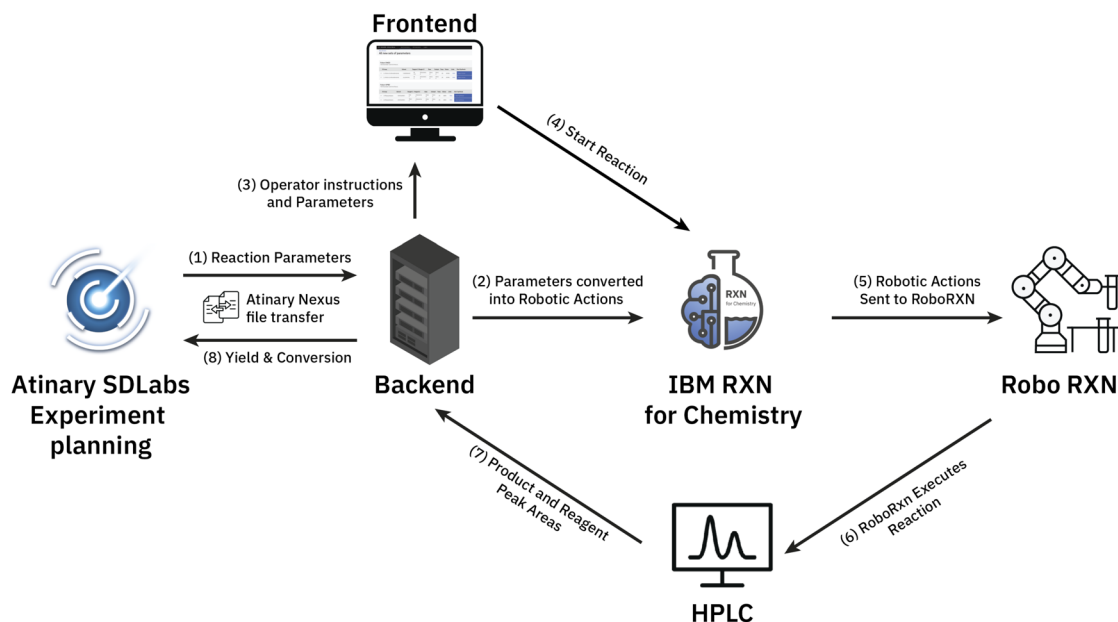 Frontend
(4) Start Reaction
(3) Operator instructions
and Parameters
(1) Reaction Parameters
Atinary Nexus
file transfer
(8) Yield & Conversion
(2) Parameters converted
into Robotic Actions
RXN
for Chemistry
(5) Robotic Actions
Sent to RoboRXN
Atinary SDLabs
Experiment
planning
Backend
IBM RXN
for Chemistry
Robo RXN
(7) Product and Reagent
Peak Areas
(6) RoboRxn Executes
Reaction
HPLC